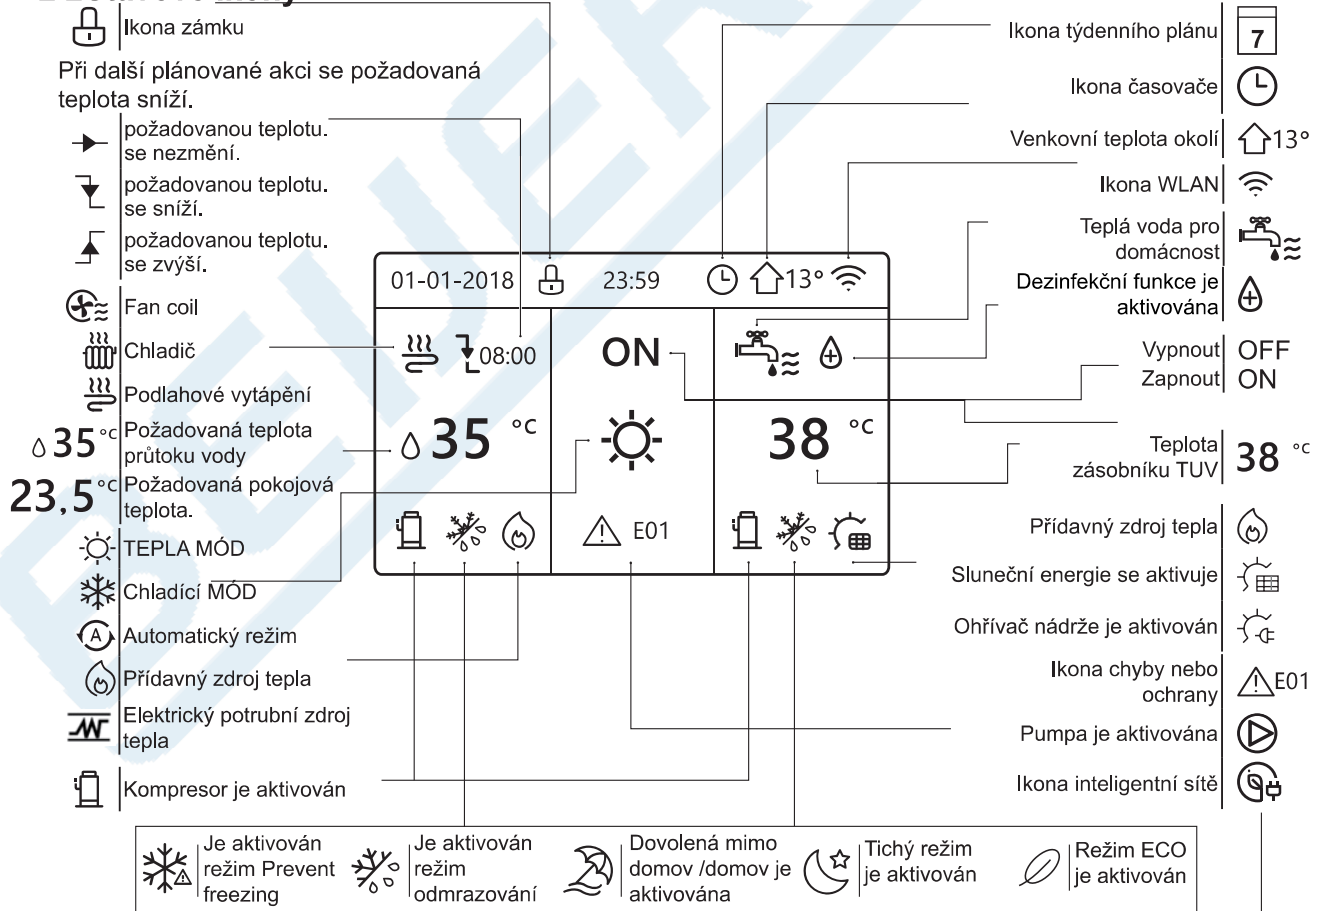 Ikona zámku
Při další plánované akci se požadovaná
teplota sníží.
požadovanou teplotu.
se nezmění.
požadovanou teplotu.
se sníží.
požadovanou teplotu.
se zvýší.
Fan coil
Chladič
Podlahové vytápění
35 °C Požadovaná teplota
průtoku vody
23,5 °C Požadovaná pokojová
teplota.
TEPLA MÓD
Chladící MÓD
A Automatický režim
Přídavný zdroj tepla
Elektrický potrubní zdroj
tepla
Kompresor je aktivován
01-01-2018 23:59 13°
08:00
35 °C
ON
E01
38 °C
Ikona týdenního plánu 7
Ikona časovače
Venkovní teplota okolí 13°
Ikona WLAN
Teplá voda pro
domácnost
Dezinfekční funkce je
aktivována
Vypnout OFF
Zapnout ON
Teplota
zásobníku TUV 38 °C
Přídavný zdroj tepla
Sluneční energie se aktivuje
Ohřívač nádrže je aktivován
Ikona chyby nebo
ochrany E01
Pumpa je aktivována
Ikona inteligentní sítě
Je aktivován
režim Prevent
freezing
Je aktivován
režim
odmrazování
Dovolená mimo
domov /domov je
aktivována
Tichý režim
je aktivován
Režim ECO
je aktivován